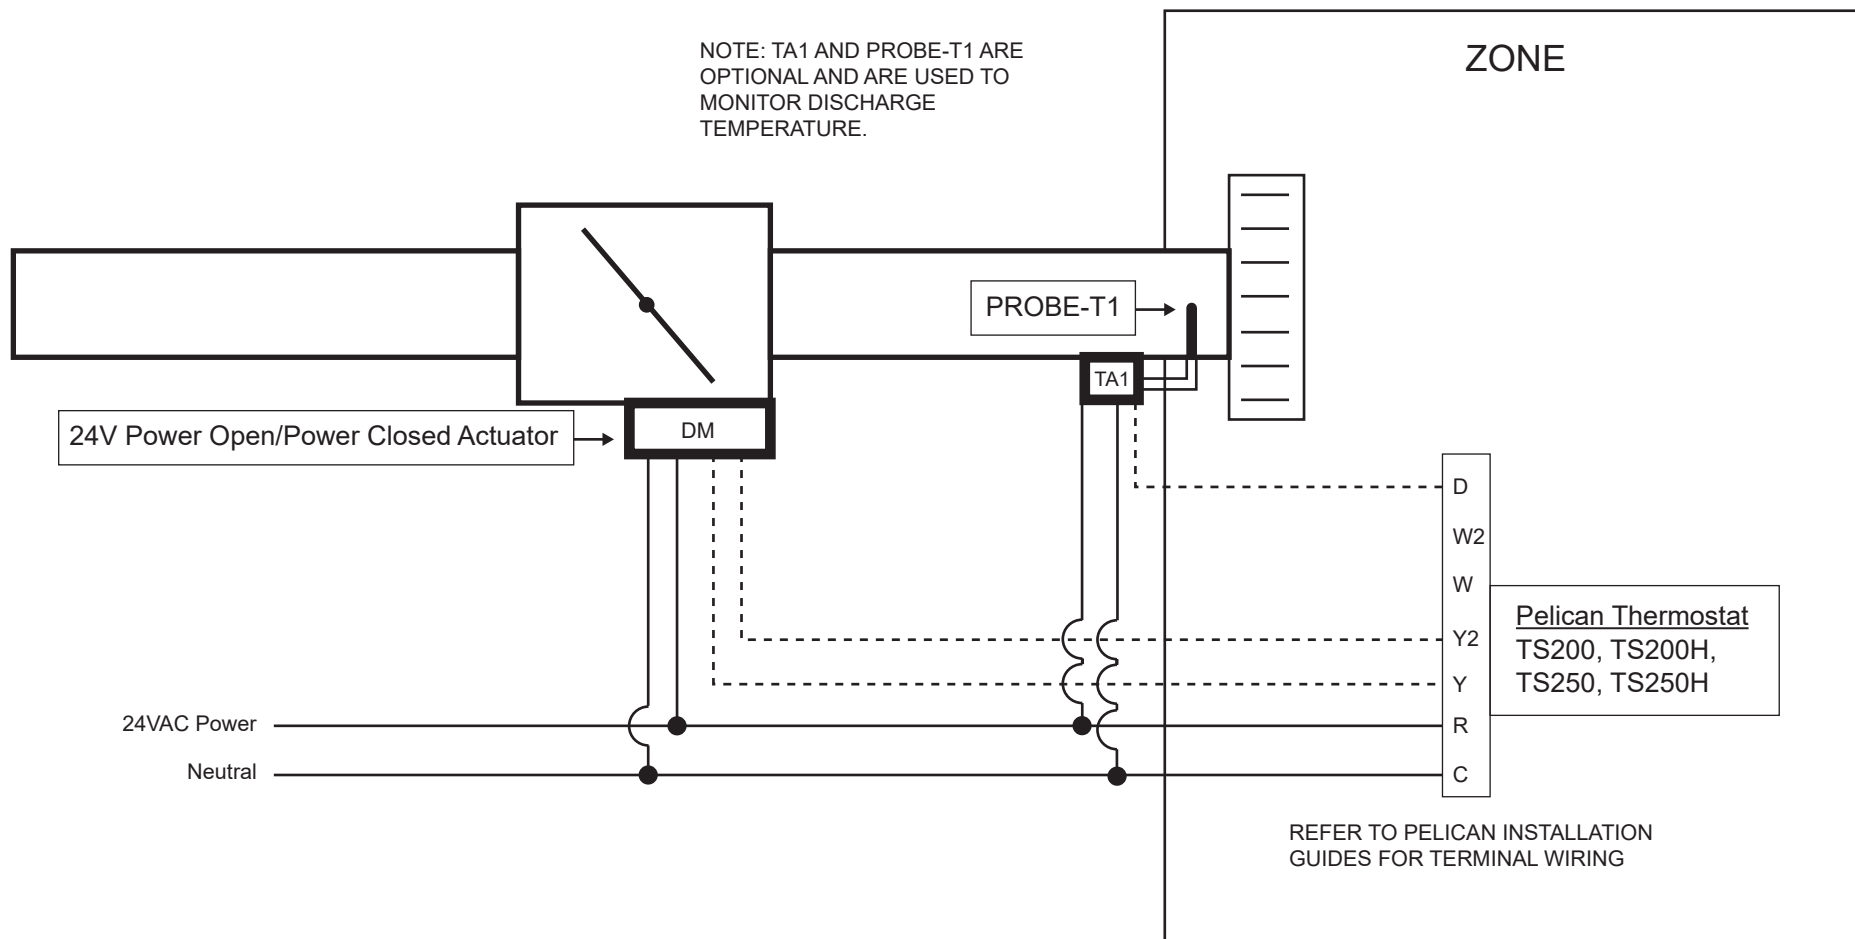 NOTE: TA1 AND PROBE-T1 ARE
OPTIONAL AND ARE USED TO
MONITOR DISCHARGE
TEMPERATURE.
ZONE
PROBE-T1
TA1
24V Power Open/Power Closed Actuator
DM
D
W2
W
Y2
Y
R
C
Pelican Thermostat
TS200, TS200H,
TS250, TS250H
24VAC Power
Neutral
REFER TO PELICAN INSTALLATION
GUIDES FOR TERMINAL WIRING